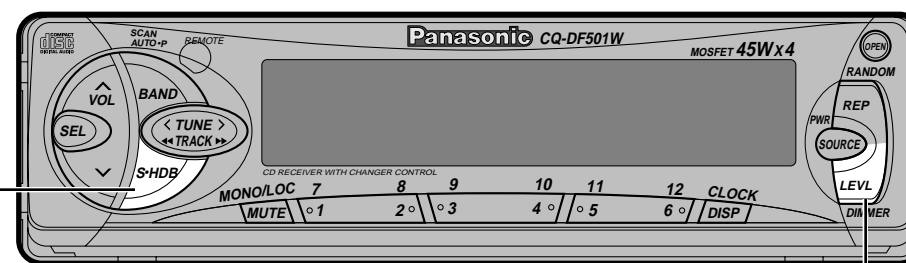 COMPACT
disc
DIGITAL AUDIO
SCAN
AUTO•P
REMOTE
Panasonic CQ-DF501W
MOSFET 45Wx4
OPEN
RANDOM
VOL
BAND
SEL
< TUNE >
◀◀ TRACK ▶▶
S•HDB
REP
PWR
SOURCE
LEVL
DIMMER
CD RECEIVER WITH CHANGER CONTROL
MONO/LOC 7 8 9 10 11 12 CLOCK
MUTE 1 2 3 4 5 6 DISP